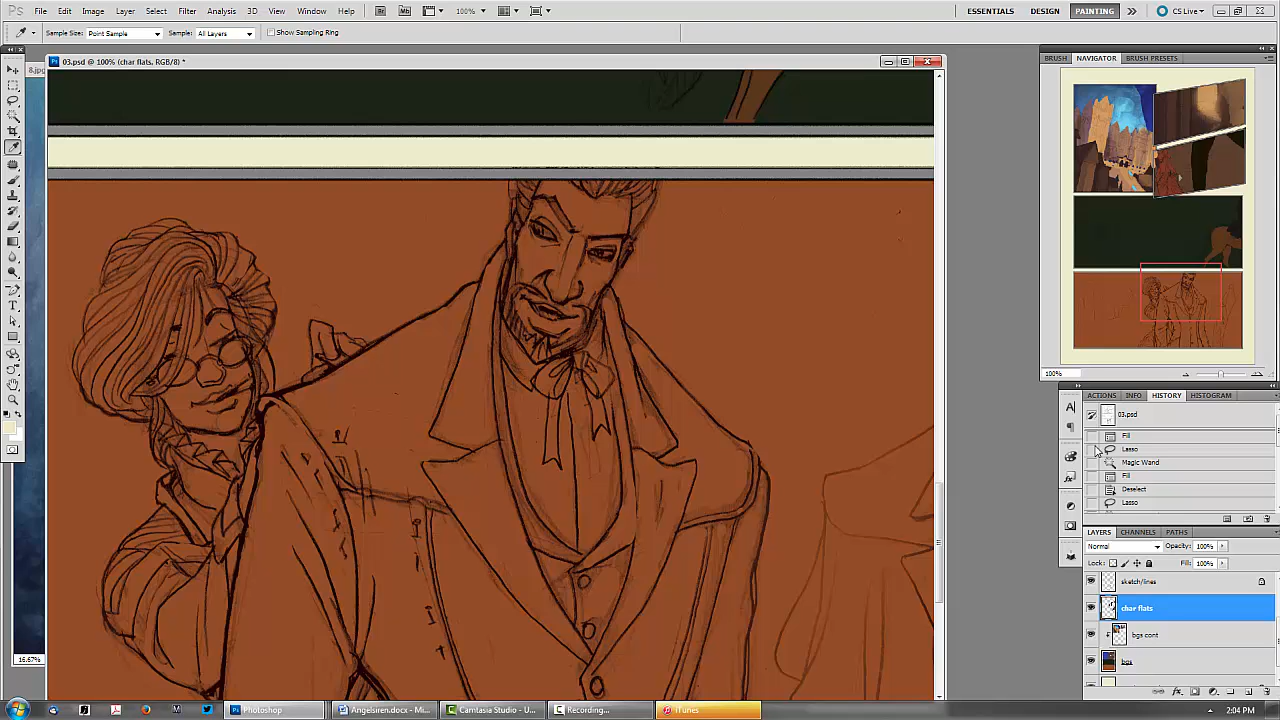 File Edit Image Layer Select Filter Analysis 3D View Window Help 100% ESSENTIALS DESIGN PAINTING CS Live
Sample Size: Point Sample Sample: All Layers Show Sampling Ring
8.jpg
03.psd @ 100% (char flats, RGB/8) *
BRUSH NAVIGATOR BRUSH PRESETS
100%
ACTIONS INFO HISTORY HISTOGRAM
03.psd
Fill
Lasso
Magic Wand
Fill
Deselect
Lasso
LAYERS CHANNELS PATHS
Normal Opacity: 100%
Lock: Fill: 100%
sketch/lines
char flats
bgs cont
bgs
16.67%
Photoshop Angelsiren.docx - Mi... Camtasia Studio - U... Recording... iTunes 2:04 PM